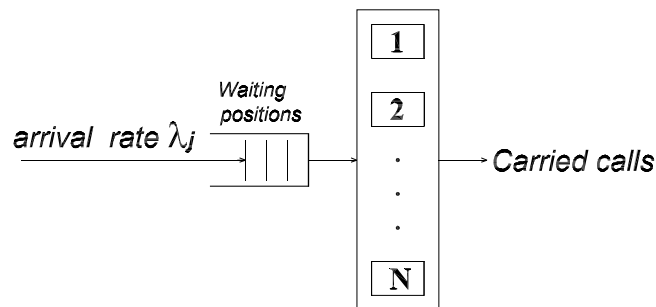 arrival rate λj
Waiting
positions
1
2
N
Carried calls